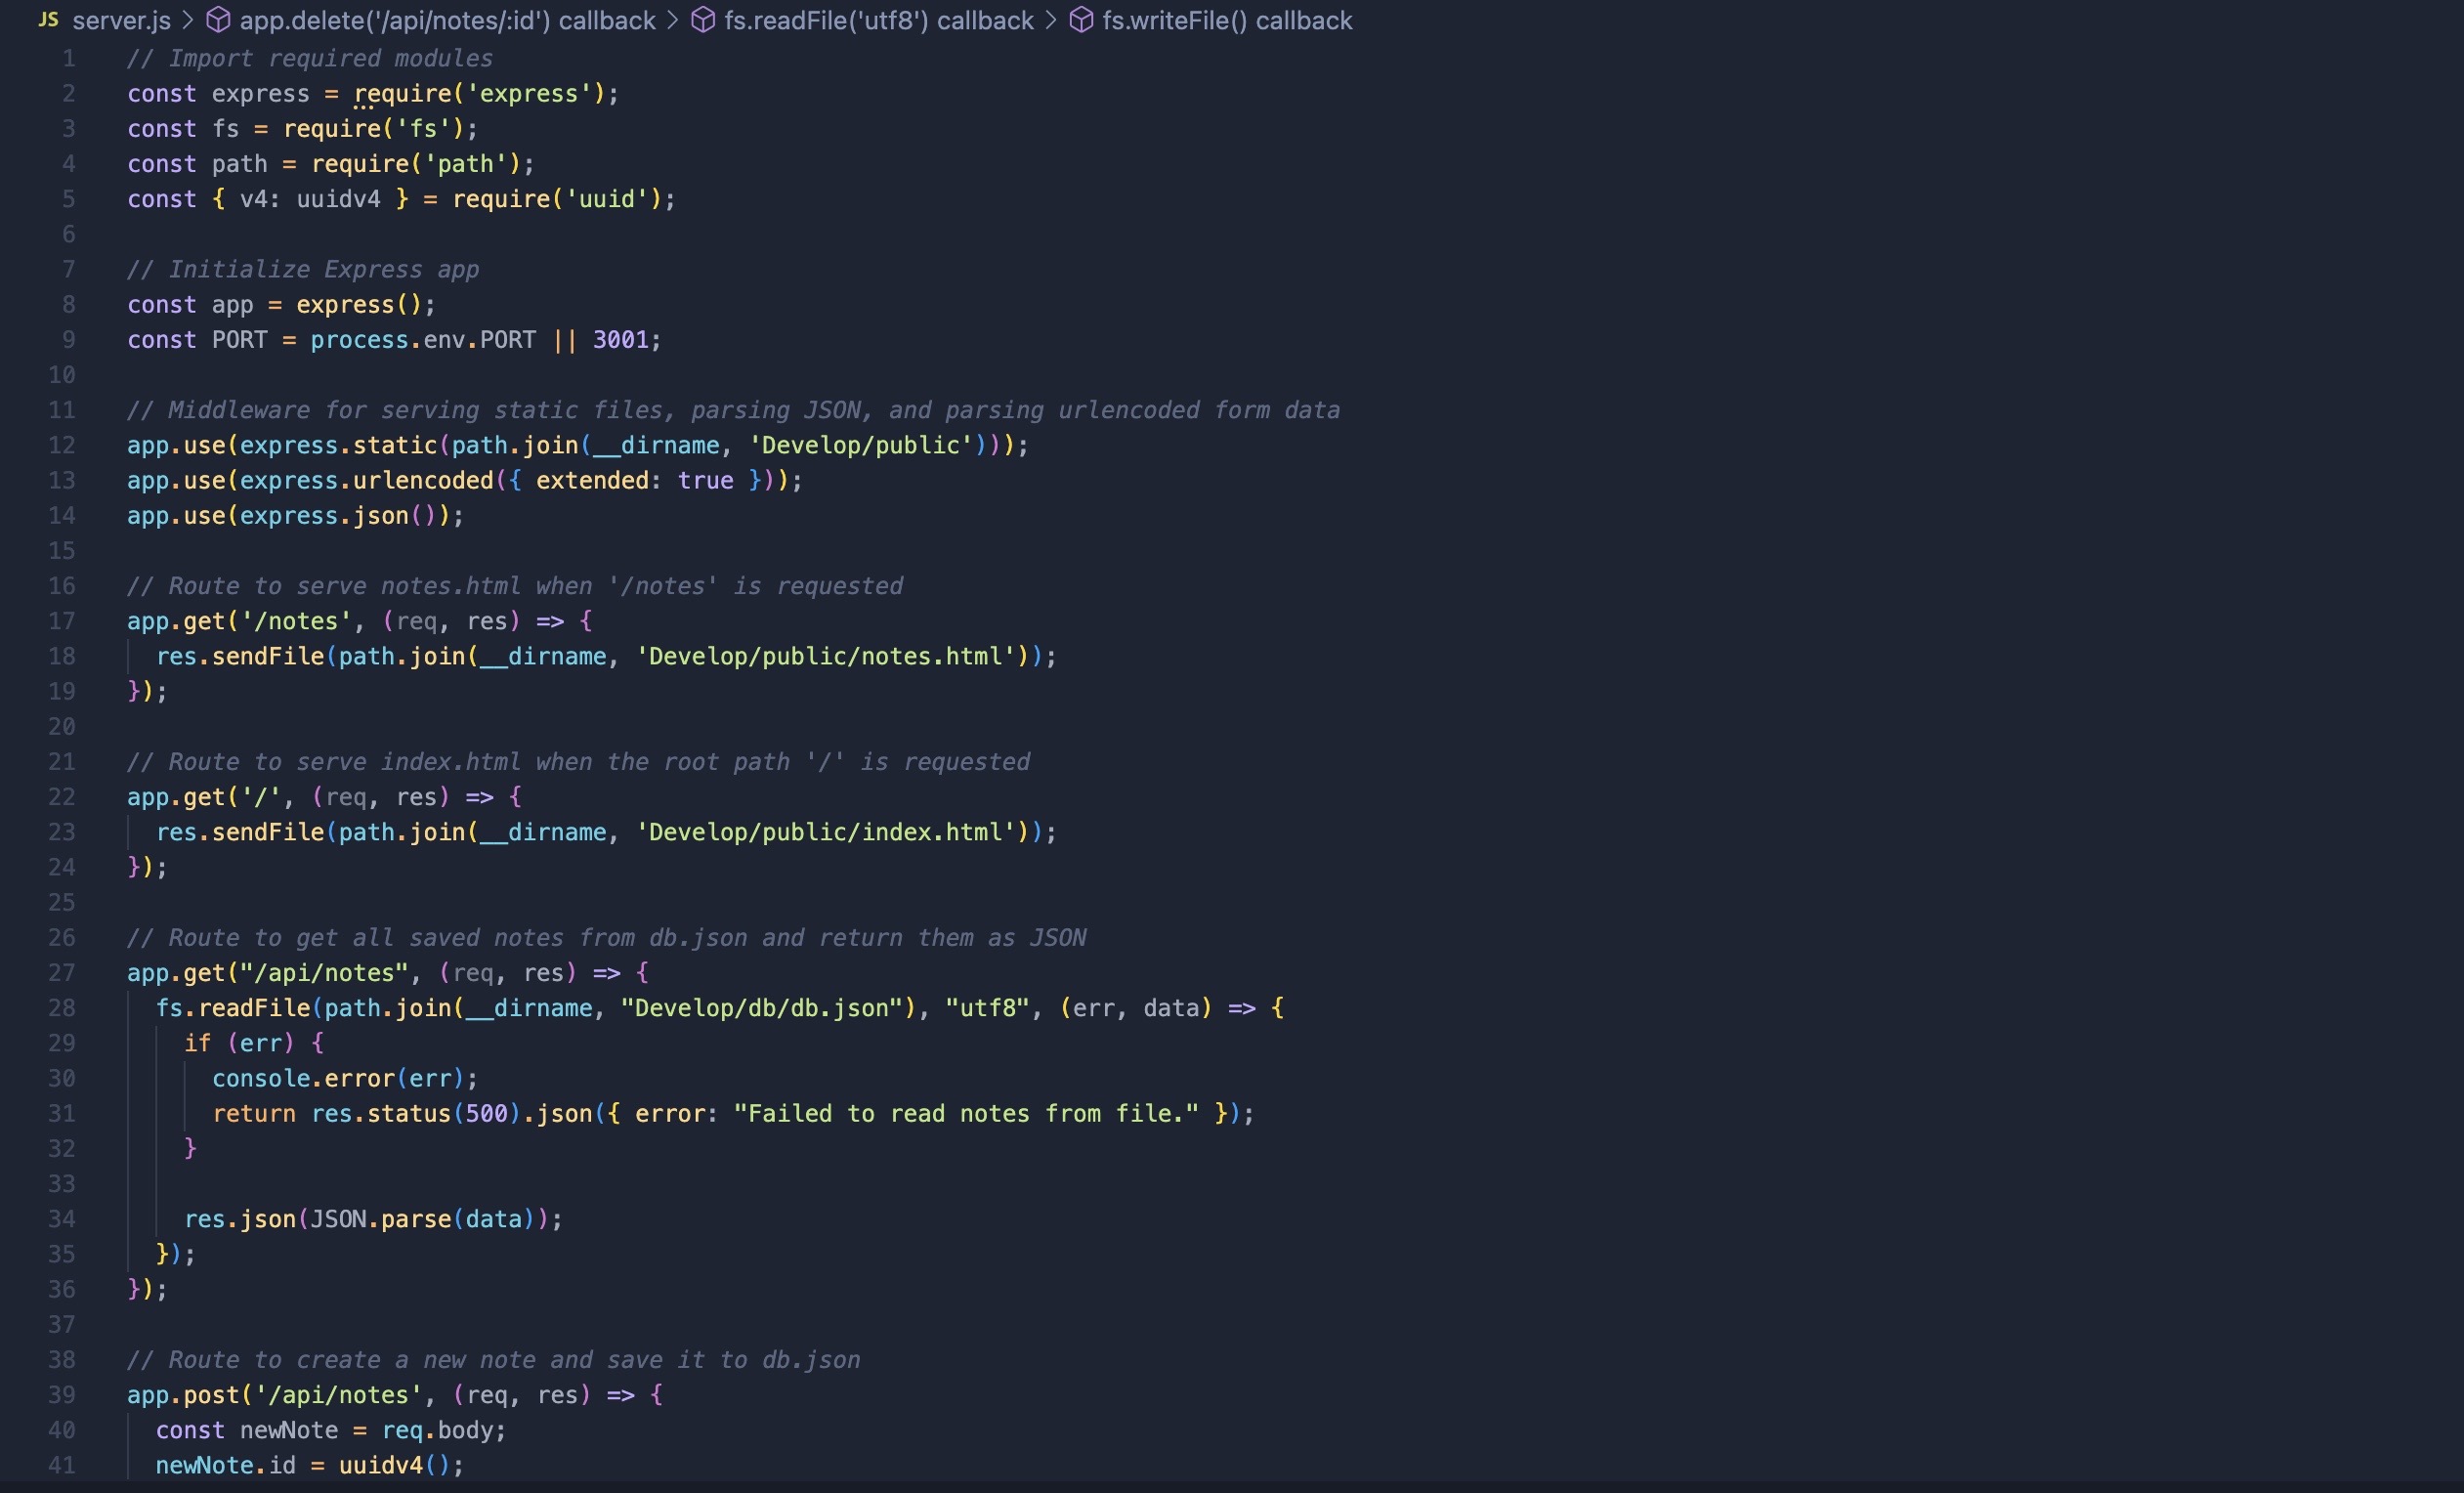 JS server.js > app.delete('/api/notes/:id') callback > fs.readFile('utf8') callback > fs.writeFile() callback
1 // Import required modules
2 const express = require('express');
3 const fs = require('fs');
4 const path = require('path');
5 const { v4: uuidv4 } = require('uuid');
6
7 // Initialize Express app
8 const app = express();
9 const PORT = process.env.PORT || 3001;
10
11 // Middleware for serving static files, parsing JSON, and parsing urlencoded form data
12 app.use(express.static(path.join(__dirname, 'Develop/public')));
13 app.use(express.urlencoded({ extended: true }));
14 app.use(express.json());
15
16 // Route to serve notes.html when '/notes' is requested
17 app.get('/notes', (req, res) => {
18   res.sendFile(path.join(__dirname, 'Develop/public/notes.html'));
19 });
20
21 // Route to serve index.html when the root path '/' is requested
22 app.get('/', (req, res) => {
23   res.sendFile(path.join(__dirname, 'Develop/public/index.html'));
24 });
25
26 // Route to get all saved notes from db.json and return them as JSON
27 app.get("/api/notes", (req, res) => {
28   fs.readFile(path.join(__dirname, "Develop/db/db.json"), "utf8", (err, data) => {
29     if (err) {
30       console.error(err);
31       return res.status(500).json({ error: "Failed to read notes from file." });
32     }
33
34     res.json(JSON.parse(data));
35   });
36 });
37
38 // Route to create a new note and save it to db.json
39 app.post('/api/notes', (req, res) => {
40   const newNote = req.body;
41   newNote.id = uuidv4();